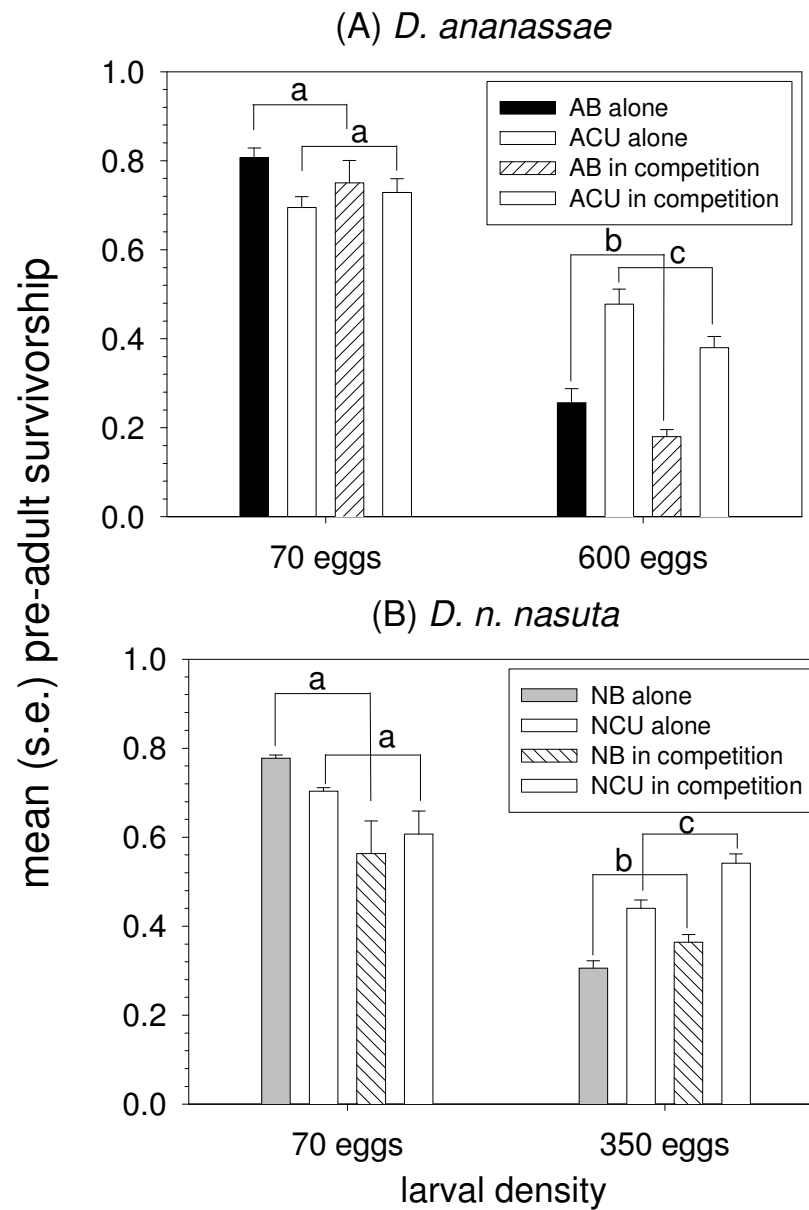 (A) D. ananassae
1.0
0.8
0.6
0.4
0.2
0.0
a
a
b
c
AB alone
ACU alone
AB in competition
ACU in competition
70 eggs
600 eggs
mean (s.e.) pre-adult survivorship
(B) D. n. nasuta
1.0
0.8
0.6
0.4
0.2
0.0
a
a
b
c
NB alone
NCU alone
NB in competition
NCU in competition
70 eggs
350 eggs
larval density